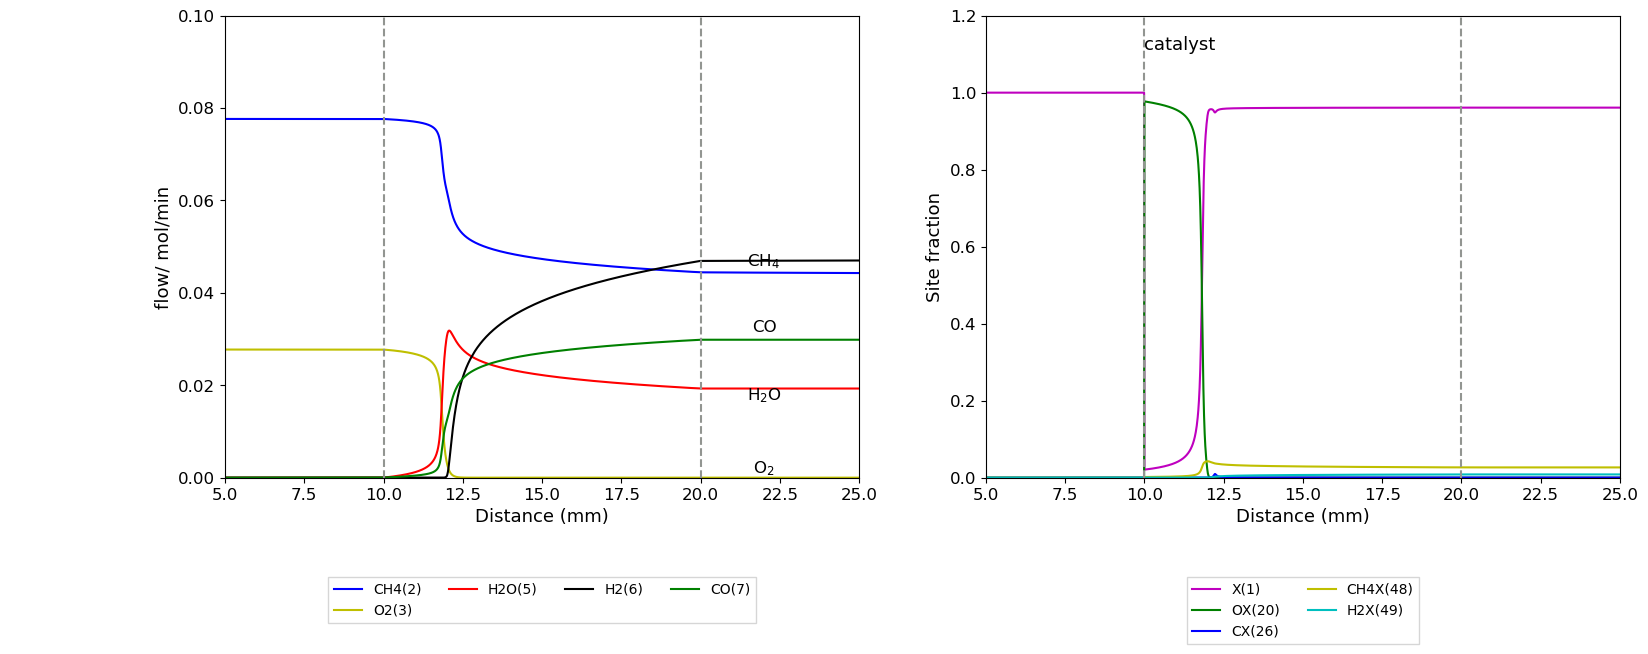 0.10
0.08
0.06
0.04
0.02
0.00
flow/ mol/min
CH4
CO
H2O
O2
5.0 7.5 10.0 12.5 15.0 17.5 20.0 22.5 25.0
Distance (mm)
CH4(2) H2O(5) H2(6) CO(7)
O2(3)
1.2
1.0
0.8
0.6
0.4
0.2
0.0
Site fraction
catalyst
5.0 7.5 10.0 12.5 15.0 17.5 20.0 22.5 25.0
Distance (mm)
X(1) CH4X(48)
OX(20) H2X(49)
CX(26)